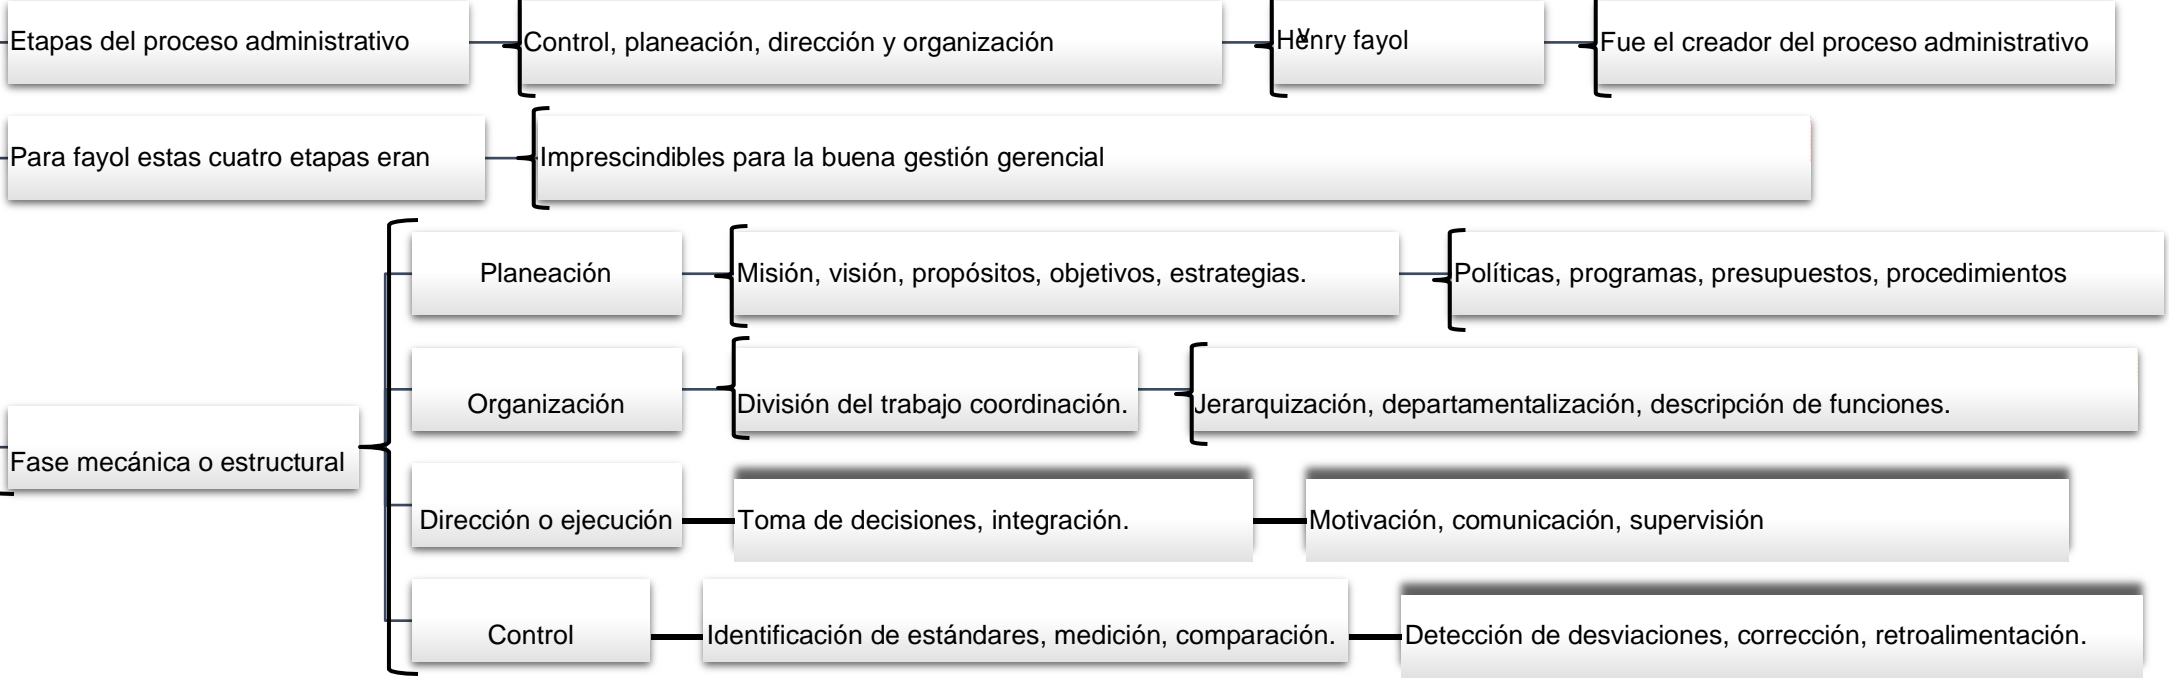 Etapas del proceso administrativo
Control, planeación, dirección y organización
Henry fayol
y
Fue el creador del proceso administrativo
Para fayol estas cuatro etapas eran
Imprescindibles para la buena gestión gerencial
Fase mecánica o estructural
Planeación
Misión, visión, propósitos, objetivos, estrategias.
Políticas, programas, presupuestos, procedimientos
Organización
División del trabajo coordinación.
Jerarquización, departamentalización, descripción de funciones.
Dirección o ejecución
Toma de decisiones, integración.
Motivación, comunicación, supervisión
Control
Identificación de estándares, medición, comparación.
Detección de desviaciones, corrección, retroalimentación.